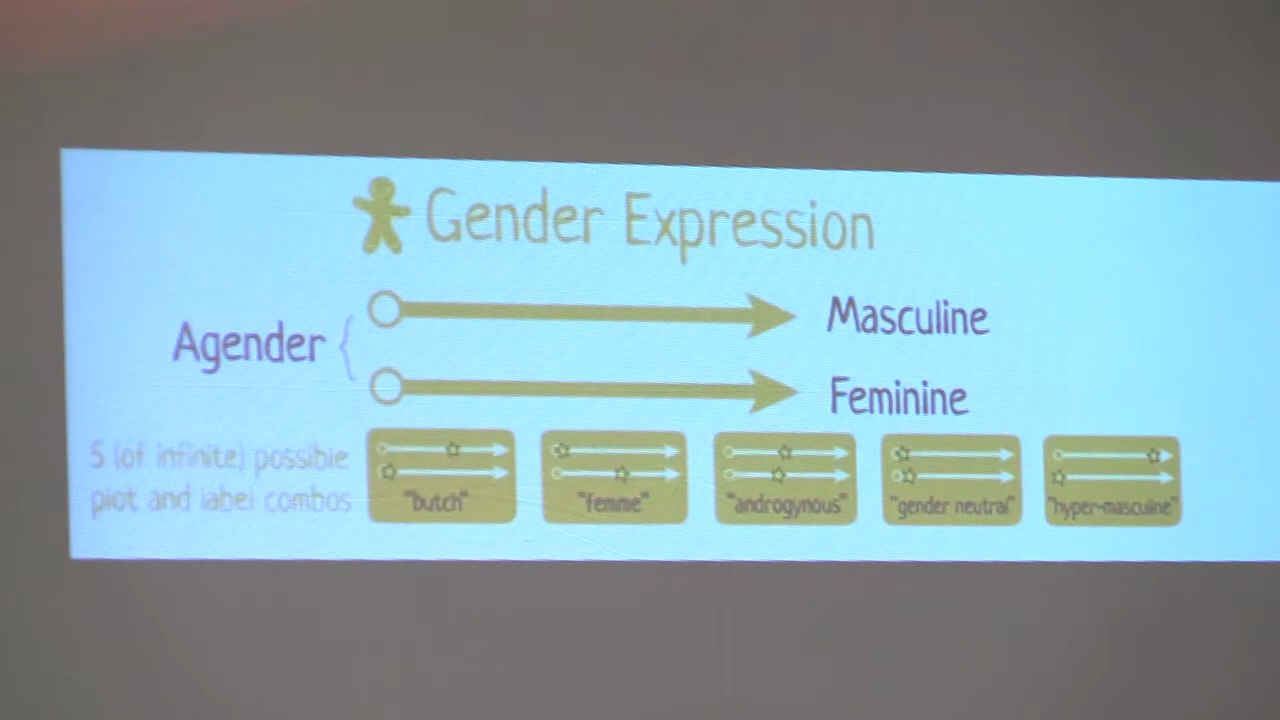 Gender Expression
Masculine
Agender {
Feminine
5 (of infinite) possible
plot and label combos
"butch"
"femme"
"androgynous"
"gender neutral"
"hyper-masculine"